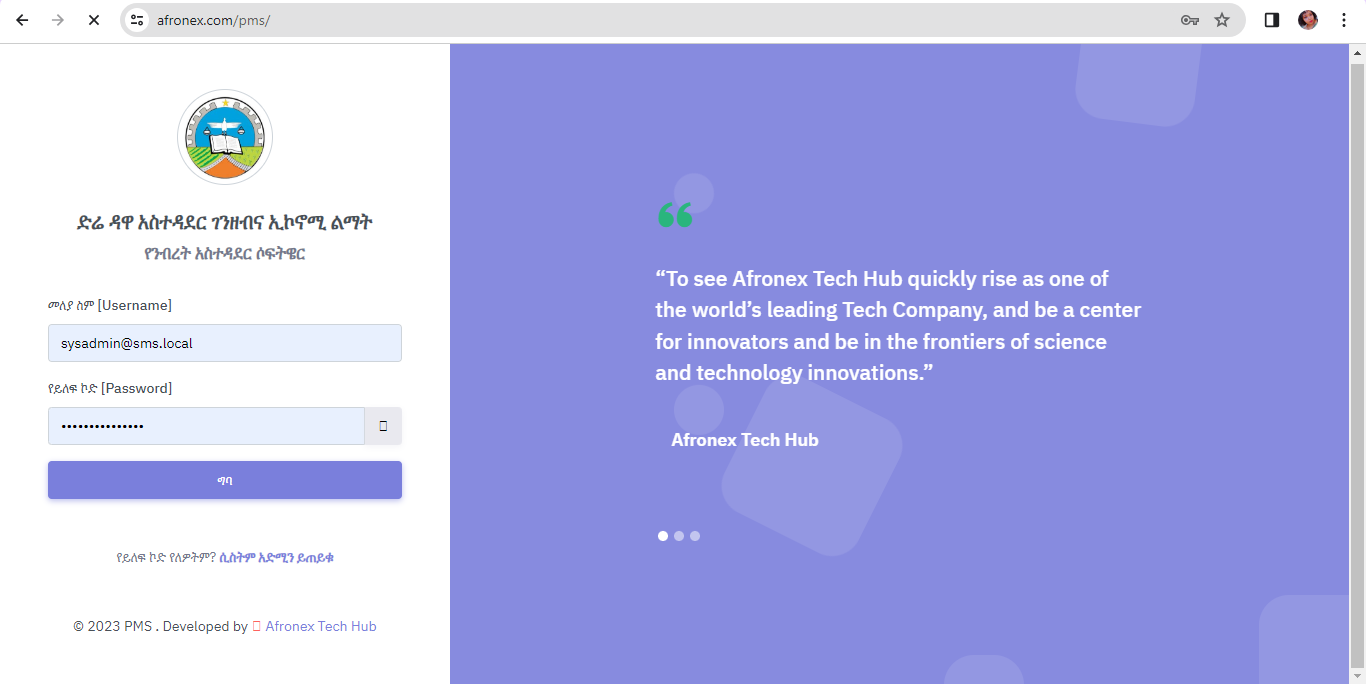 afronex.com/pms/
ድሬ ዳዋ አስተዳደር ገንዘብና ኢኮኖሚ ልማት
የንብረት አስተዳደር ሶፍትዌር
መለያ ስም [Username]
sysadmin@sms.local
የይለፍ ኮድ [Password]
•••••••••••••••
ግባ
የይለፍ ኮድ የለዎትም? ሲስትም አድሚን ይጠይቁ
© 2023 PMS . Developed by Afronex Tech Hub
“To see Afronex Tech Hub quickly rise as one of
the world’s leading Tech Company, and be a center
for innovators and be in the frontiers of science
and technology innovations.”
Afronex Tech Hub